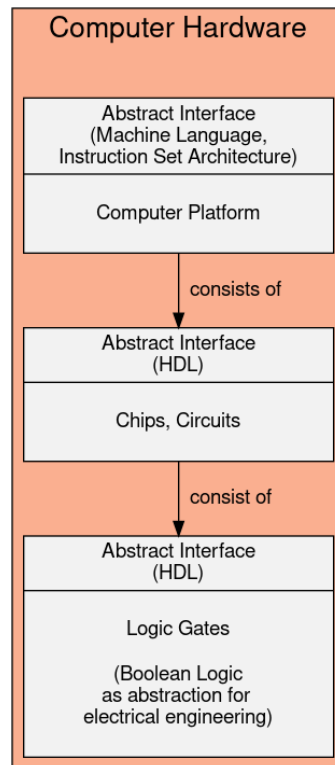 Computer Hardware
Abstract Interface
(Machine Language,
Instruction Set Architecture)
Computer Platform
consists of
Abstract Interface
(HDL)
Chips, Circuits
consist of
Abstract Interface
(HDL)
Logic Gates
(Boolean Logic
as abstraction for
electrical engineering)